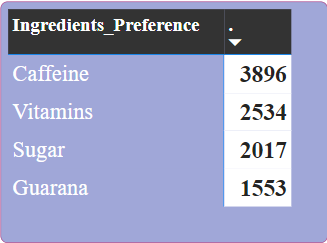 Ingredients_Preference .
Caffeine 3896
Vitamins 2534
Sugar 2017
Guarana 1553